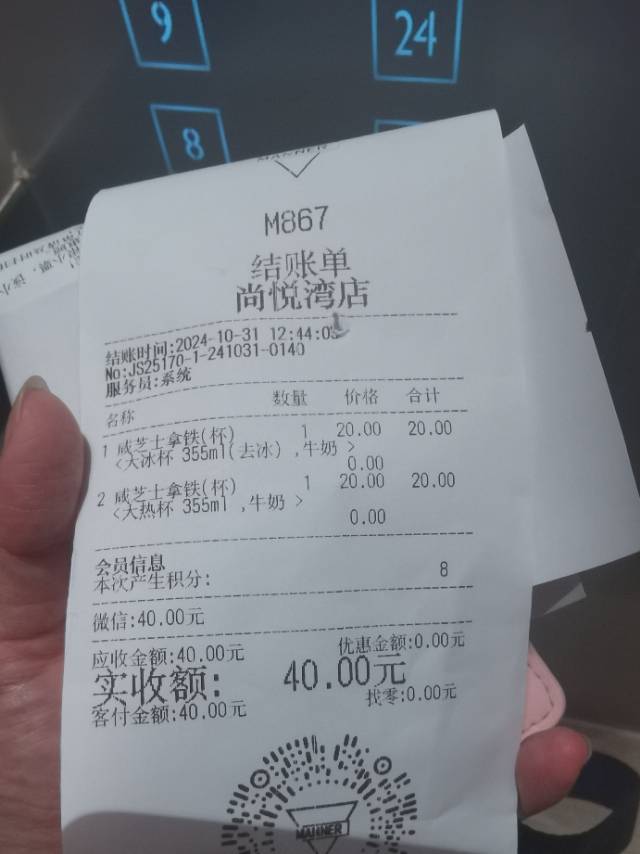 9
24
8
MANNER
M867
结账单
尚悦湾店
结账时间:2024-10-31 12:44:0
No:JS25170-1-241031-0140
服务员:系统
名称 数量 价格 合计
1 咸芝士拿铁(杯) 1 20.00 20.00
<大冰杯 355ml(去冰) ,牛奶 >
0.00
2 咸芝士拿铁(杯) 1 20.00 20.00
<大热杯 355ml ,牛奶 >
0.00
会员信息
本次产生积分: 8
微信:40.00元
应收金额:40.00元 优惠金额:0.00元
实收额: 40.00元
客付金额:40.00元 找零:0.00元
MANNER